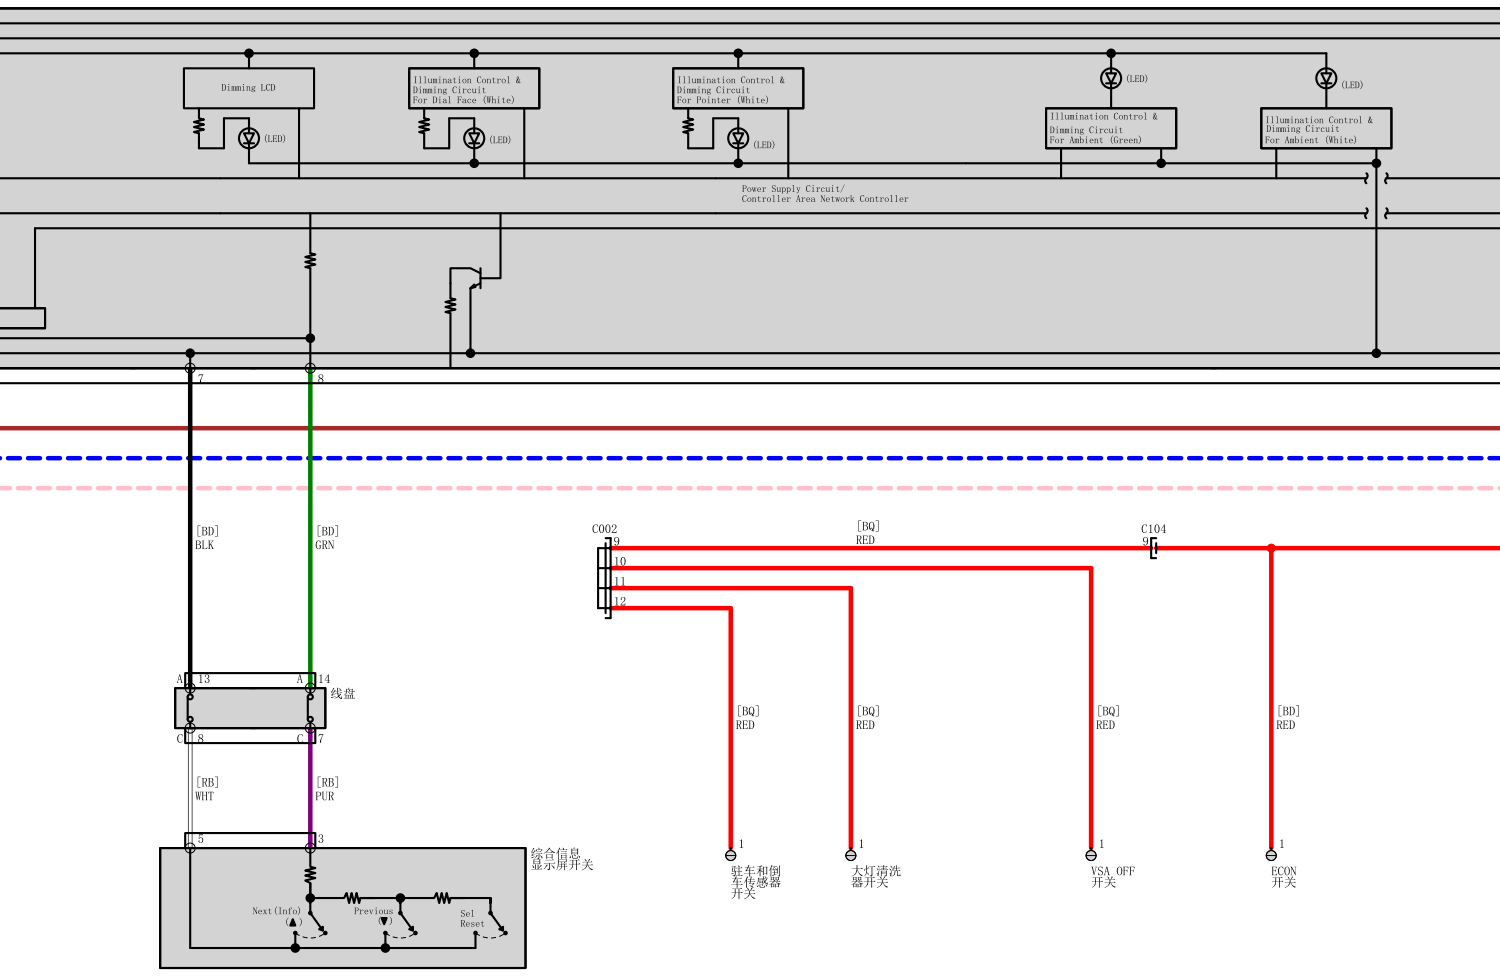 Dimming LCD
(LED)
Illumination Control &
Dimming Circuit
For Dial Face (White)
(LED)
Illumination Control &
Dimming Circuit
For Pointer (White)
(LED)
(LED)
Illumination Control &
Dimming Circuit
For Ambient (Green)
(LED)
Illumination Control &
Dimming Circuit
For Ambient (White)
Power Supply Circuit/
Controller Area Network Controller
7
8
[BD]
BLK
[BD]
GRN
A
13
A
14
线盘
C
8
C
7
[RB]
WHT
[RB]
PUR
5
3
综合信息
显示屏开关
Next(Info)
(▲)
Previous
(▼)
Sel
Reset
C002
9
10
11
12
[BQ]
RED
C104
9
[BQ]
RED
[BQ]
RED
[BQ]
RED
[BD]
RED
1
驻车和倒
车传感器
开关
1
大灯清洗
器开关
1
VSA OFF
开关
1
ECON
开关